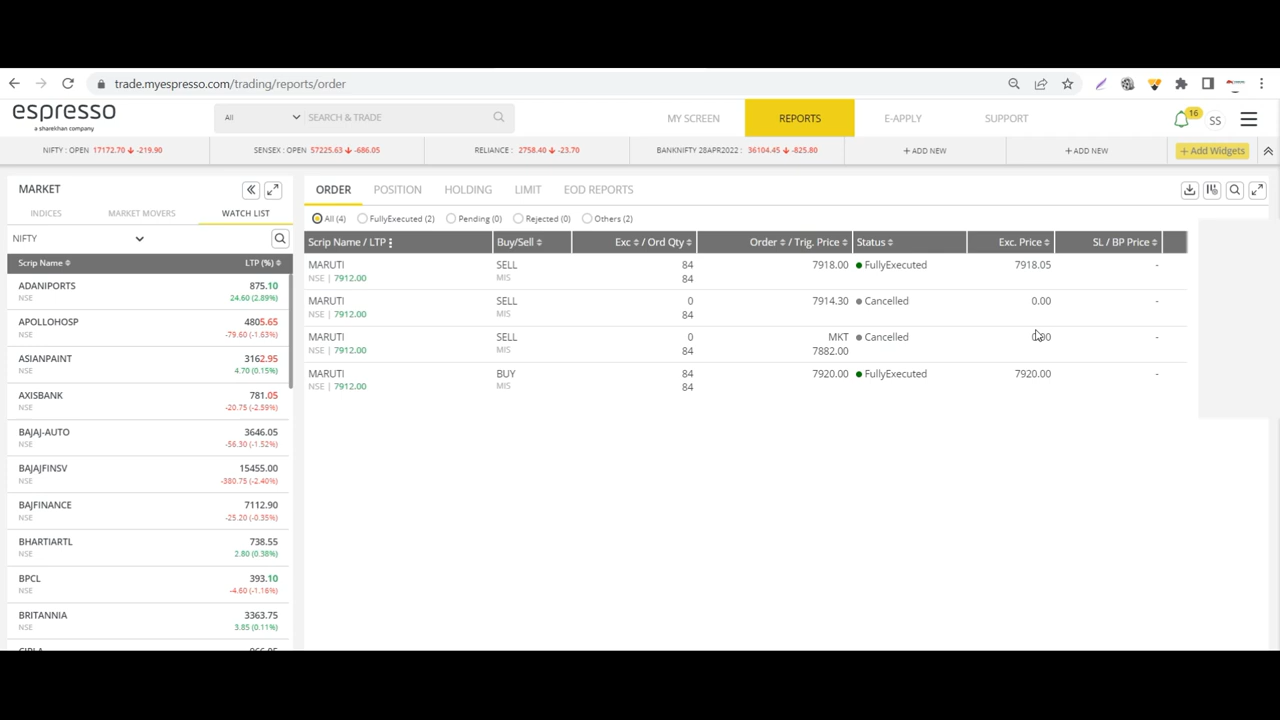 trade.myespresso.com/trading/reports/order
espresso
a sharekhan company
All
SEARCH & TRADE
MY SCREEN
REPORTS
E-APPLY
SUPPORT
16
SS
NIFTY : OPEN 17172.70 -219.90
SENSEX : OPEN 57225.63 -686.05
RELIANCE : 2758.40 -23.70
BANKNIFTY 28APR2022 : 36104.45 -825.80
+ ADD NEW
+ ADD NEW
+ Add Widgets
MARKET
INDICES MARKET MOVERS WATCH LIST
NIFTY
Scrip Name LTP (%)
ADANIPORTS 875.10
NSE 24.60 (2.89%)
APOLLOHOSP 4805.65
NSE -79.60 (-1.63%)
ASIANPAINT 3162.95
NSE 4.70 (0.15%)
AXISBANK 781.05
NSE -20.75 (-2.59%)
BAJAJ-AUTO 3646.05
NSE -56.30 (-1.52%)
BAJAJFINSV 15455.00
NSE -380.75 (-2.40%)
BAJFINANCE 7112.90
NSE -25.20 (-0.35%)
BHARTIARTL 738.55
NSE 2.80 (0.38%)
BPCL 393.10
NSE -4.60 (-1.16%)
BRITANNIA 3363.75
NSE 3.85 (0.11%)
ORDER POSITION HOLDING LIMIT EOD REPORTS
All (4) FullyExecuted (2) Pending (0) Rejected (0) Others (2)
Scrip Name / LTP Buy/Sell Exc / Ord Qty Order / Trig. Price Status Exc. Price SL / BP Price
MARUTI SELL 84 7918.00 FullyExecuted 7918.05 -
NSE | 7912.00 MIS 84
MARUTI SELL 0 7914.30 Cancelled 0.00 -
NSE | 7912.00 MIS 84
MARUTI SELL 0 MKT Cancelled 0.00 -
NSE | 7912.00 MIS 84 7882.00
MARUTI BUY 84 7920.00 FullyExecuted 7920.00 -
NSE | 7912.00 MIS 84